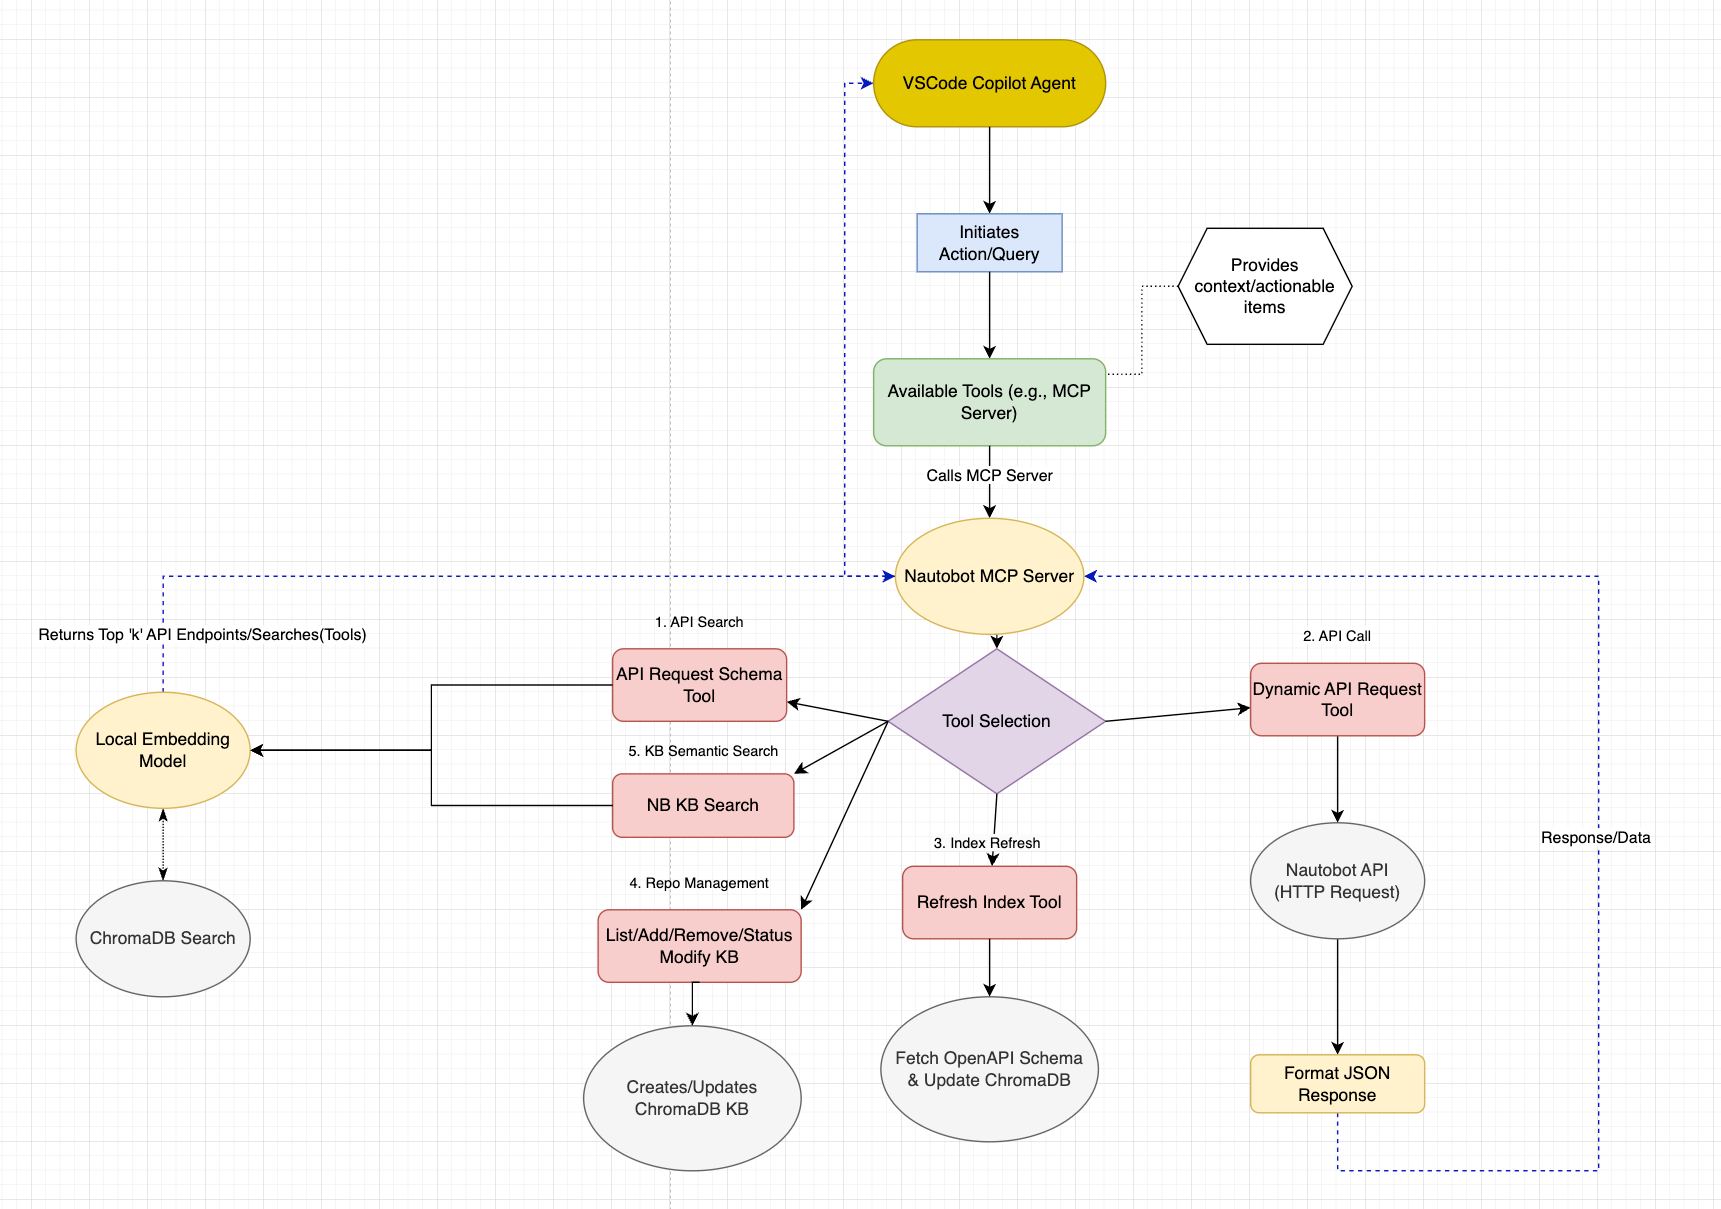 VSCode Copilot Agent
Initiates
Action/Query
Provides
context/actionable
items
Available Tools (e.g., MCP
Server)
Calls MCP Server
Nautobot MCP Server
Returns Top 'k' API Endpoints/Searches(Tools)
1. API Search
2. API Call
API Request Schema
Tool
Dynamic API Request
Tool
Tool Selection
Local Embedding
Model
5. KB Semantic Search
NB KB Search
3. Index Refresh
Response/Data
4. Repo Management
Refresh Index Tool
Nautobot API
(HTTP Request)
ChromaDB Search
List/Add/Remove/Status
Modify KB
Fetch OpenAPI Schema
& Update ChromaDB
Creates/Updates
ChromaDB KB
Format JSON
Response